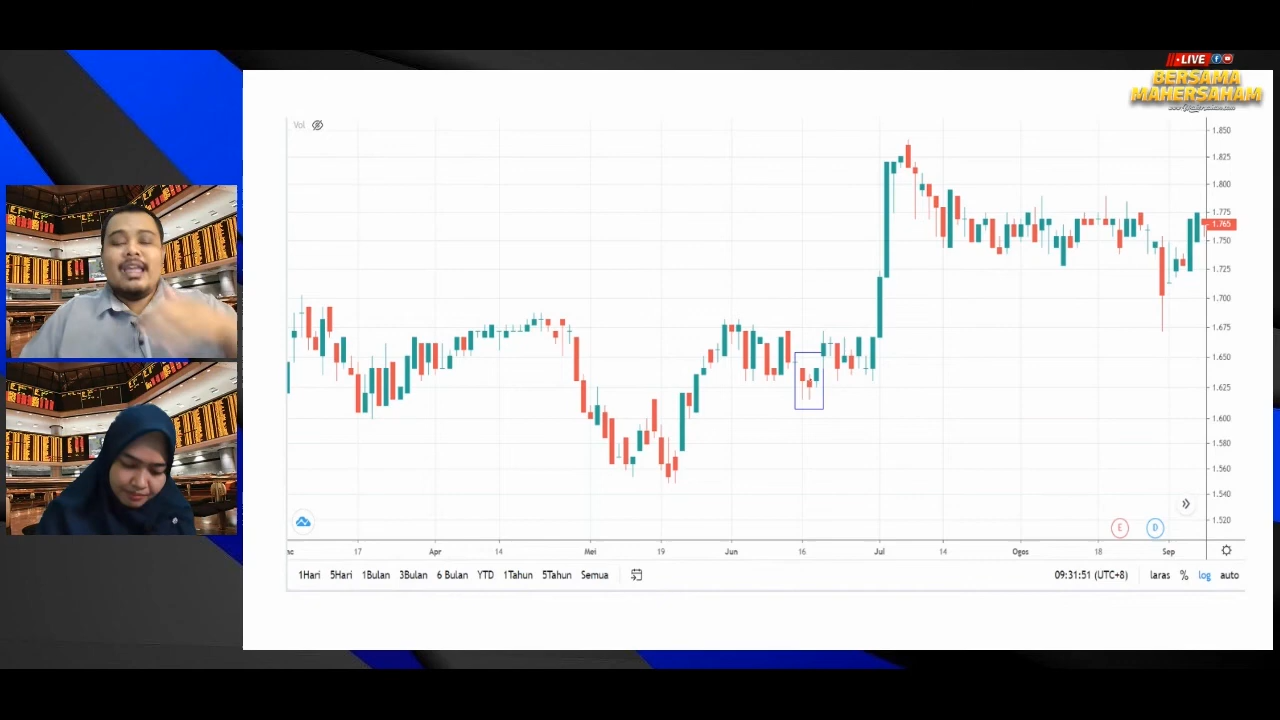 LIVE
BERSAMA
MAHERSAHAM
Vol
1.850
1.825
1.800
1.775
1.765
1.750
1.725
1.700
1.675
1.650
1.625
1.600
1.580
1.560
1.540
1.520
E D
17 Apr 14 Mei 19 Jun 16 Jul 14 Ogos 18 Sep
1Hari 5Hari 1Bulan 3Bulan 6 Bulan YTD 1Tahun 5Tahun Semua 09:31:51 (UTC+8) laras % log auto